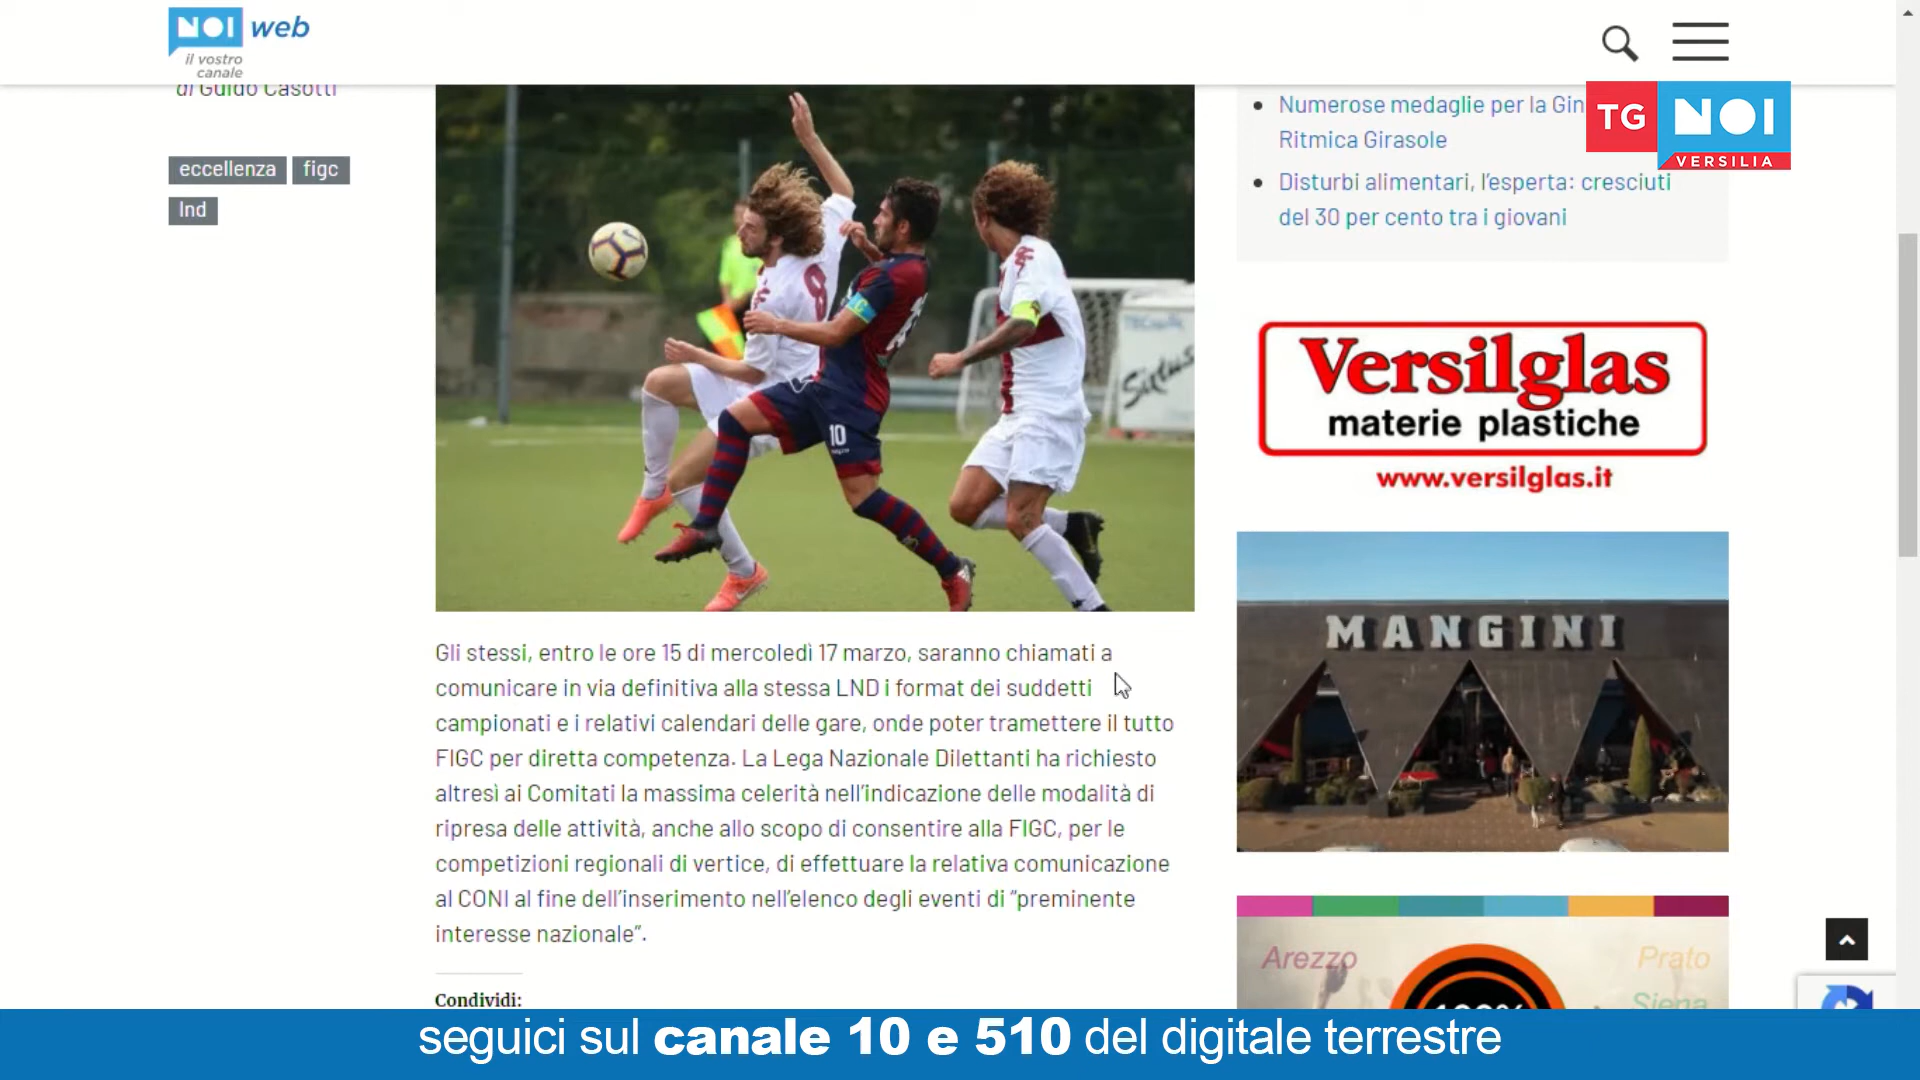 NOI web
il vostro
canale
di Guido Casotti
eccellenza
figc
lnd
10
Sixtus
Gli stessi, entro le ore 15 di mercoledì 17 marzo, saranno chiamati a
comunicare in via definitiva alla stessa LND i format dei suddetti
campionati e i relativi calendari delle gare, onde poter tramettere il tutto
FIGC per diretta competenza. La Lega Nazionale Dilettanti ha richiesto
altresì ai Comitati la massima celerità nell'indicazione delle modalità di
ripresa delle attività, anche allo scopo di consentire alla FIGC, per le
competizioni regionali di vertice, di effettuare la relativa comunicazione
al CONI al fine dell'inserimento nell'elenco degli eventi di "preminente
interesse nazionale".
Condividi:
Numerose medaglie per la Gin
Ritmica Girasole
Disturbi alimentari, l'esperta: cresciuti
del 30 per cento tra i giovani
TG NOI
VERSILIA
Versilglas
materie plastiche
www.versilglas.it
MANGINI
Arezzo
Prato
Siena
100%
seguici sul canale 10 e 510 del digitale terrestre